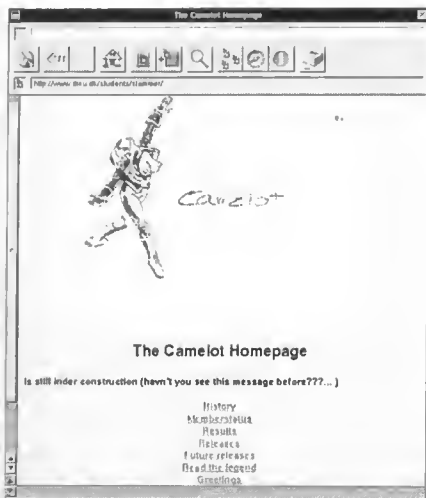 The Camelot Homepage
Camelot
The Camelot Homepage
Is still inder construction (havn't you see this message before???... )
History
Memberstatus
Results
Releases
Future releases
Read the legend
Greetings